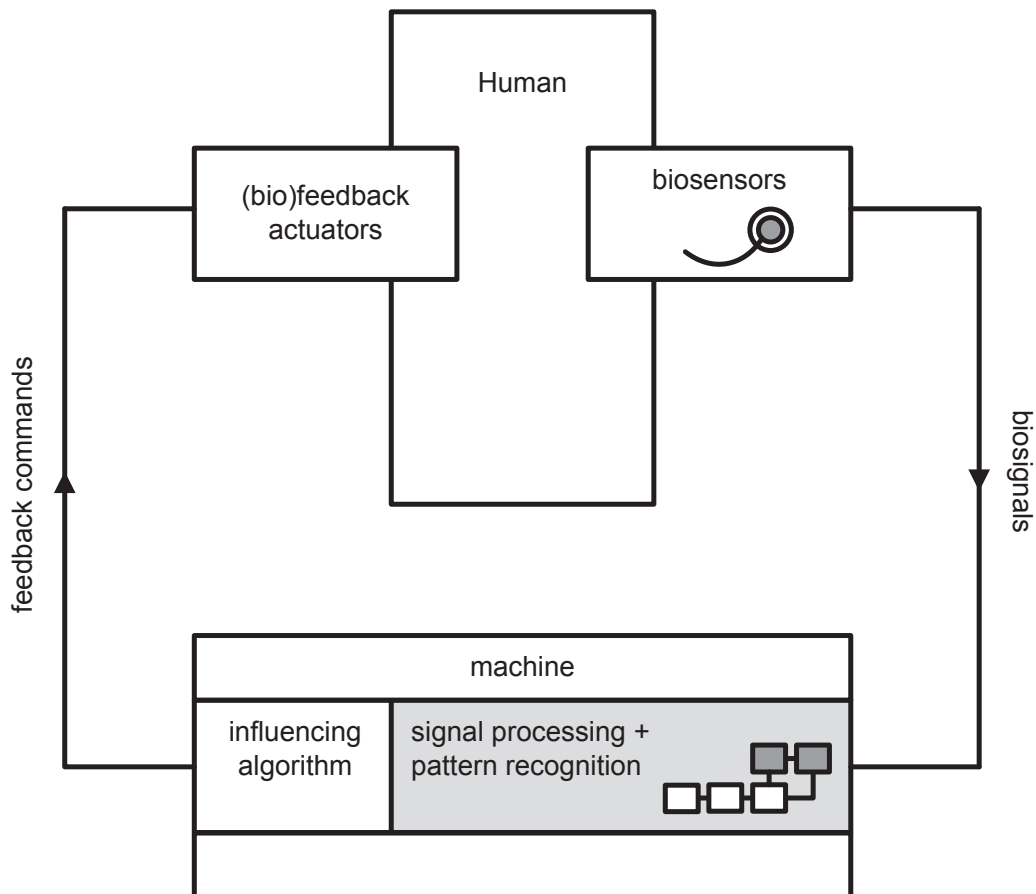 Human
(bio)feedback
actuators
biosensors
feedback commands
biosignals
machine
influencing
algorithm
signal processing +
pattern recognition